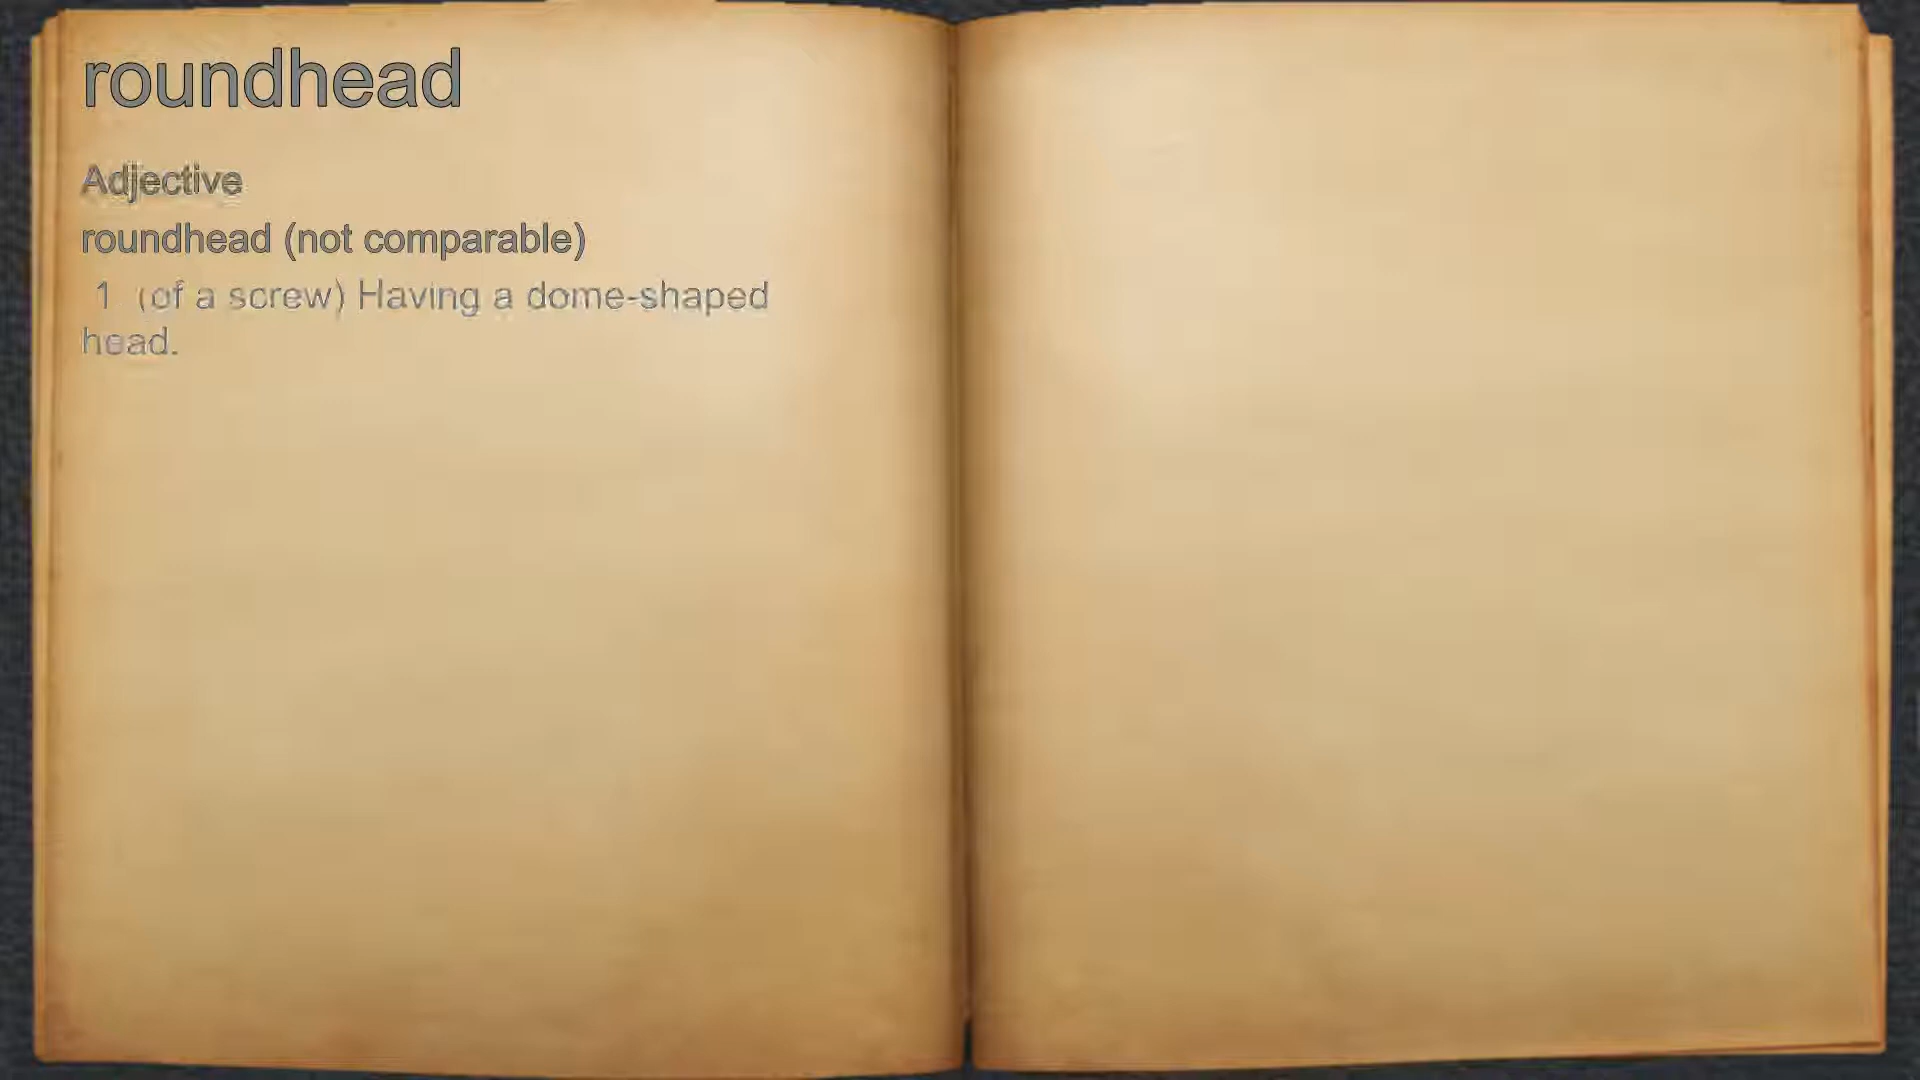 roundhead
Adjective
roundhead (not comparable)
1 (of a screw) Having a dome-shaped
head.